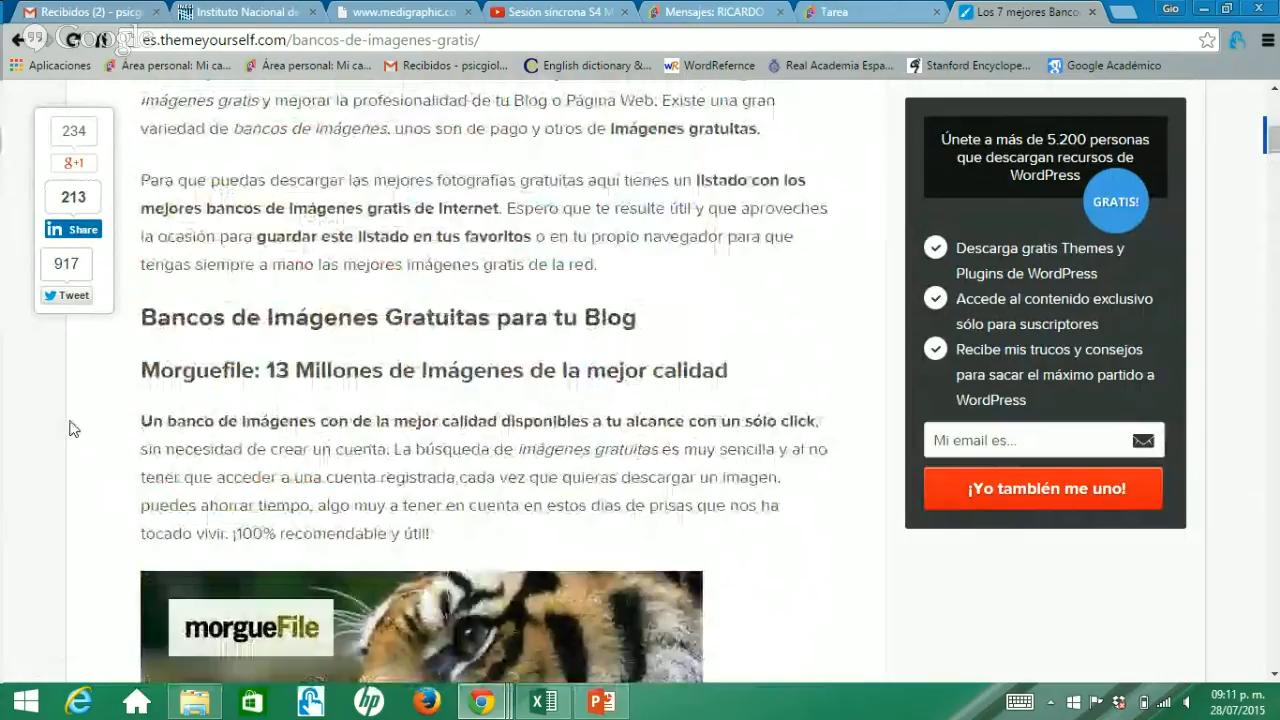 Recibidos (2) - psicg
Instituto Nacional de
www.medigraphic.co
Sesión síncrona S4 M
Mensajes: RICARDO
Tarea
Los 7 mejores Banco
Gio
Google
es.themeyourself.com/bancos-de-imagenes-gratis/
Aplicaciones
Área personal: Mi ca...
Área personal: Mi ca...
Recibidos - psicgiol...
English dictionary &...
WordRefernce
Real Academia Espa...
Stanford Encyclope...
Google Académico
imágenes gratis y mejorar la profesionalidad de tu Blog o Página Web. Existe una gran
variedad de bancos de imágenes, unos son de pago y otros de imágenes gratuitas.
Para que puedas descargar las mejores fotografías gratuitas aquí tienes un listado con los
mejores bancos de imágenes gratis de Internet. Espero que te resulte útil y que aproveches
la ocasión para guardar este listado en tus favoritos o en tu propio navegador para que
tengas siempre a mano las mejores imágenes gratis de la red.
Bancos de Imágenes Gratuitas para tu Blog
Morguefile: 13 Millones de Imágenes de la mejor calidad
Un banco de imágenes con de la mejor calidad disponibles a tu alcance con un sólo click,
sin necesidad de crear un cuenta. La búsqueda de imágenes gratuitas es muy sencilla y al no
tener que acceder a una cuenta registrada cada vez que quieras descargar un imagen,
puedes ahorrar tiempo, algo muy a tener en cuenta en estos días de prisas que nos ha
tocado vivir. ¡100% recomendable y útil!
morgueFile
234
g+1
213
in Share
917
Tweet
Únete a más de 5.200 personas
que descargan recursos de
WordPress
GRATIS!
Descarga gratis Themes y
Plugins de WordPress
Accede al contenido exclusivo
sólo para suscriptores
Recibe mis trucos y consejos
para sacar el máximo partido a
WordPress
Mi email es...
¡Yo también me uno!
09:11 p. m.
28/07/2015